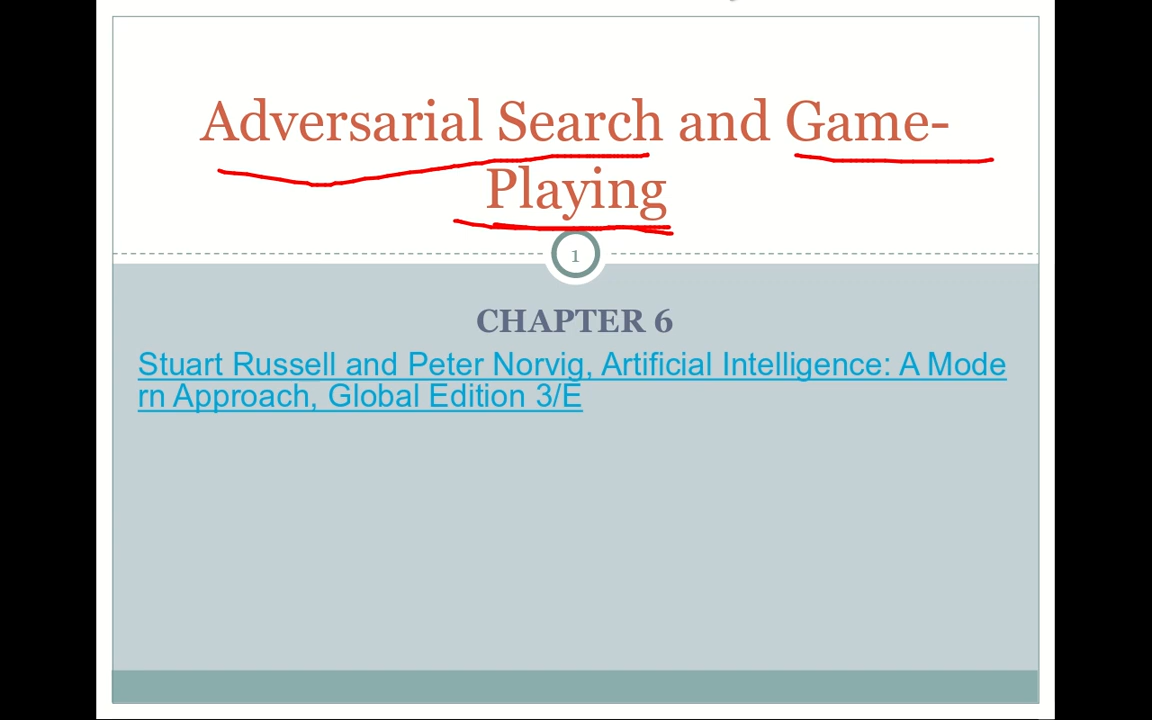 Adversarial Search and Game-
Playing
1
CHAPTER 6
Stuart Russell and Peter Norvig, Artificial Intelligence: A Mode
rn Approach, Global Edition 3/E